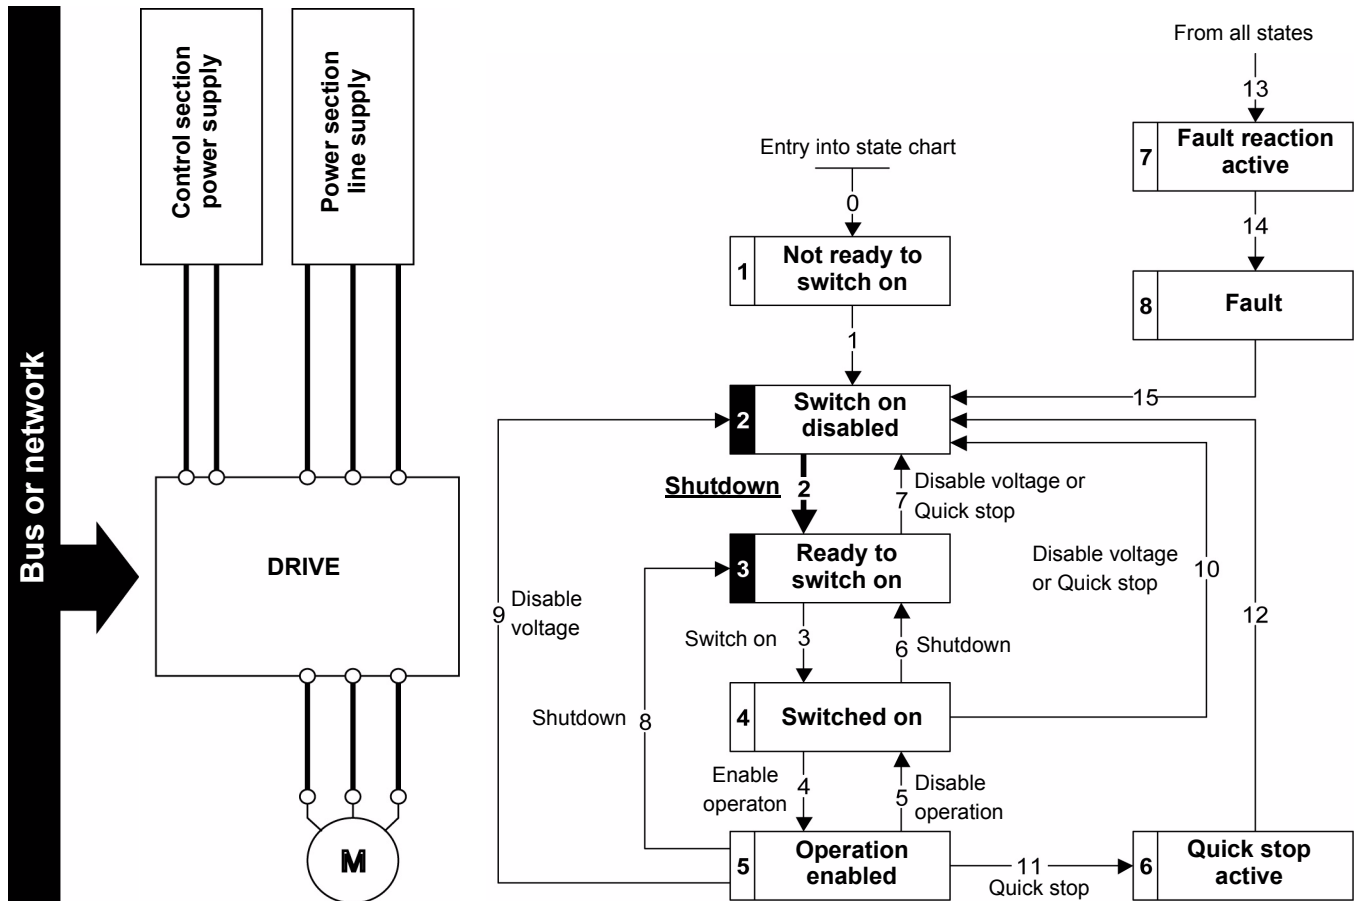 Bus or network
Control section
power supply
Power section
line supply
DRIVE
M
From all states
13
7
Fault reaction
active
14
8
Fault
15
Entry into state chart
0
1
Not ready to
switch on
1
2
Switch on
disabled
Shutdown
2
7
Disable voltage or
Quick stop
3
Ready to
switch on
Disable voltage
or Quick stop
10
12
9
Disable
voltage
Switch on
3
6
Shutdown
Shutdown
8
4
Switched on
Enable
operaton
4
5
Disable
operation
5
Operation
enabled
11
Quick stop
6
Quick stop
active